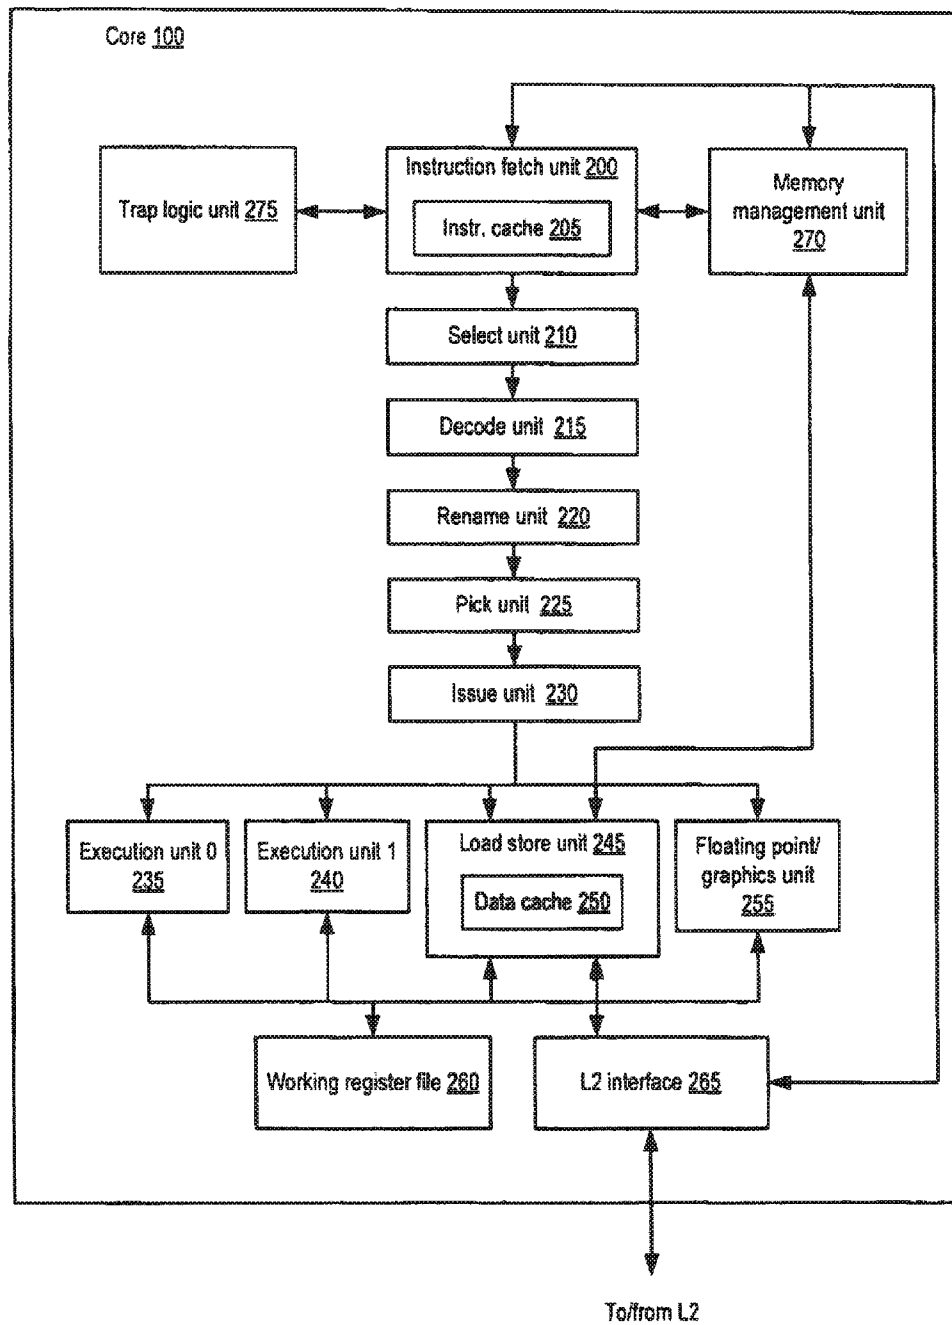 Core 100
Trap logic unit 275
Instruction fetch unit 200
Instr. cache 205
Memory
management unit
270
Select unit 210
Decode unit 215
Rename unit 220
Pick unit 225
Issue unit 230
Execution unit 0
235
Execution unit 1
240
Load store unit 245
Data cache 250
Floating point/
graphics unit
255
Working register file 260
L2 interface 265
To/from L2